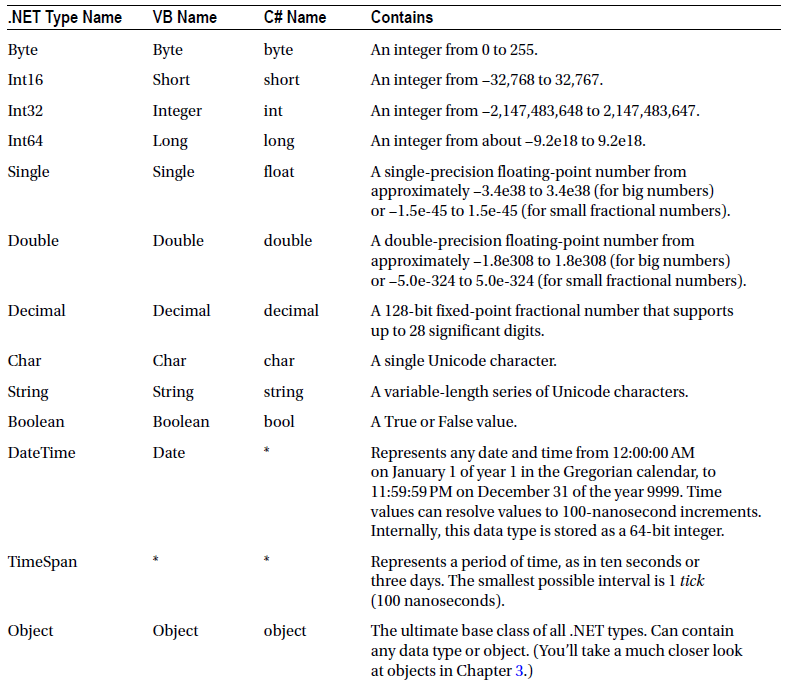 .NET Type Name VB Name C# Name Contains
Byte Byte byte An integer from 0 to 255.
Int16 Short short An integer from –32,768 to 32,767.
Int32 Integer int An integer from –2,147,483,648 to 2,147,483,647.
Int64 Long long An integer from about –9.2e18 to 9.2e18.
Single Single float A single-precision floating-point number from
approximately –3.4e38 to 3.4e38 (for big numbers)
or –1.5e-45 to 1.5e-45 (for small fractional numbers).
Double Double double A double-precision floating-point number from
approximately –1.8e308 to 1.8e308 (for big numbers)
or –5.0e-324 to 5.0e-324 (for small fractional numbers).
Decimal Decimal decimal A 128-bit fixed-point fractional number that supports
up to 28 significant digits.
Char Char char A single Unicode character.
String String string A variable-length series of Unicode characters.
Boolean Boolean bool A True or False value.
DateTime Date * Represents any date and time from 12:00:00 AM
on January 1 of year 1 in the Gregorian calendar, to
11:59:59 PM on December 31 of the year 9999. Time
values can resolve values to 100-nanosecond increments.
Internally, this data type is stored as a 64-bit integer.
TimeSpan * * Represents a period of time, as in ten seconds or
three days. The smallest possible interval is 1 tick
(100 nanoseconds).
Object Object object The ultimate base class of all .NET types. Can contain
any data type or object. (You’ll take a much closer look
at objects in Chapter 3.)